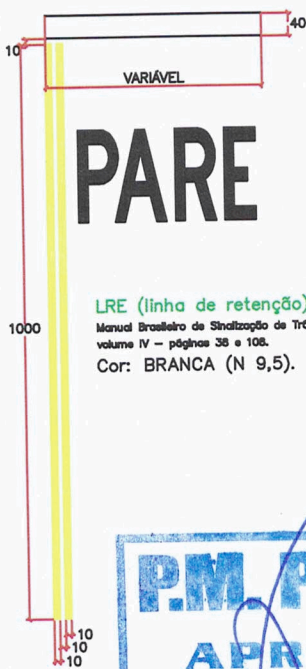 40
10
VARIÁVEL
PARE
LRE (linha de retenção)
Manual Brasileiro de Sinalização de Trâ
volume IV – páginas 38 e 108.
1000
Cor: BRANCA (N 9,5).
P.M. P
APR
10
10
10